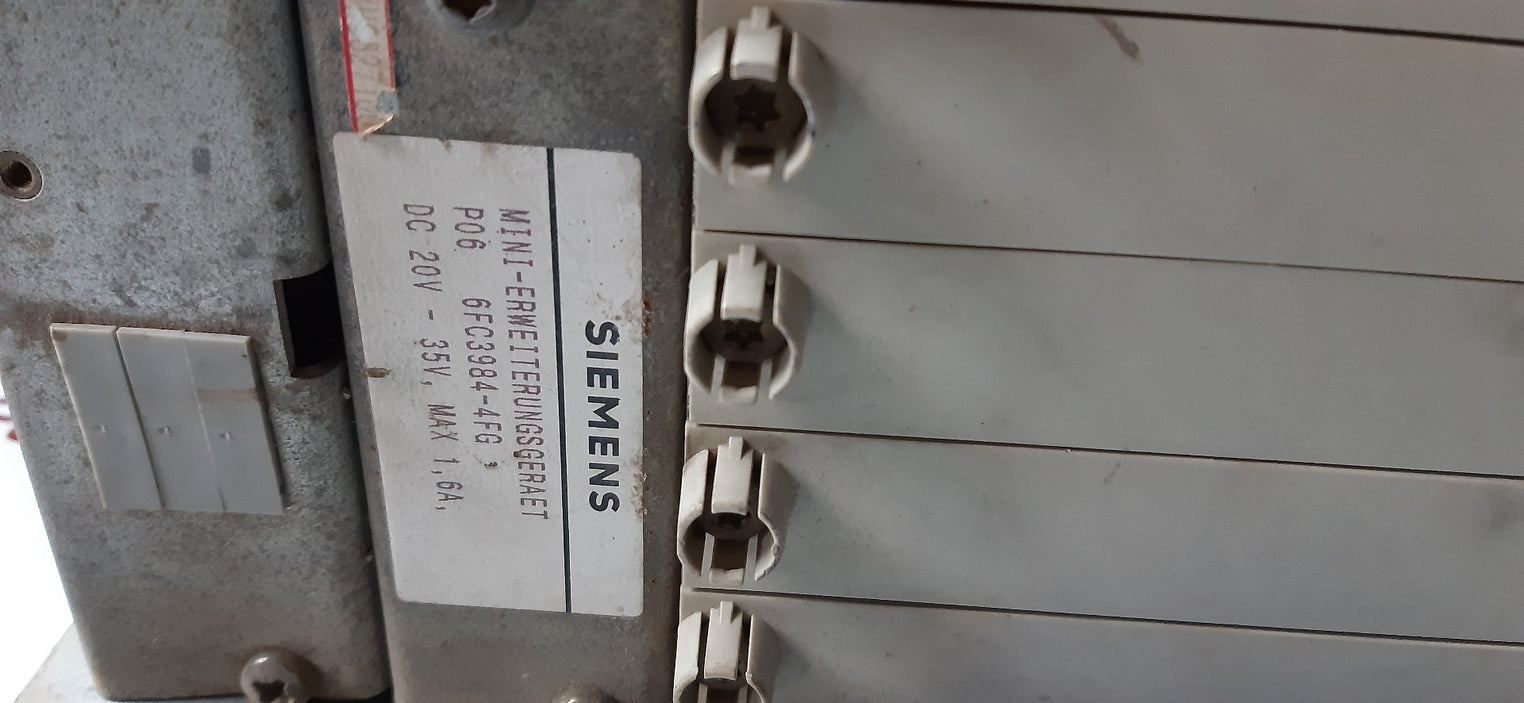 SIEMENS
MINI-ERWEITERUNGSGERAET
P06 6FC3984-4FG,
DC 20V - 35V, MAX 1,6A,